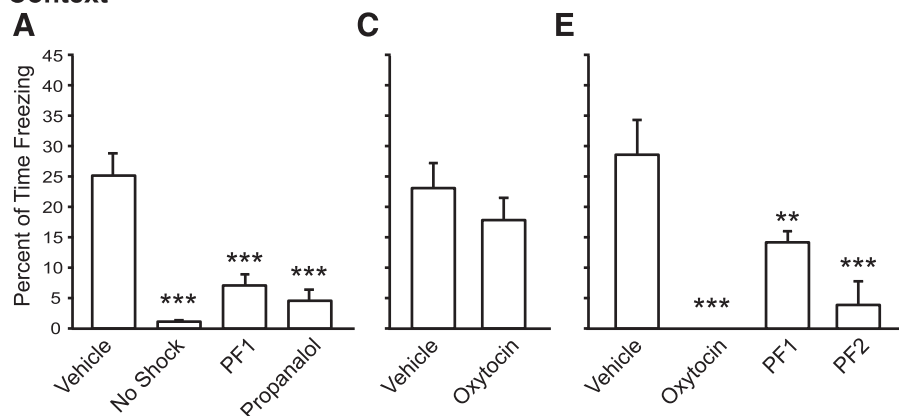 Context
A
C
E
Percent of Time Freezing
45
40
35
30
25
20
15
10
5
0
***
***
***
Vehicle
No Shock
PF1
Propanalol
Vehicle
Oxytocin
***
**
***
Vehicle
Oxytocin
PF1
PF2